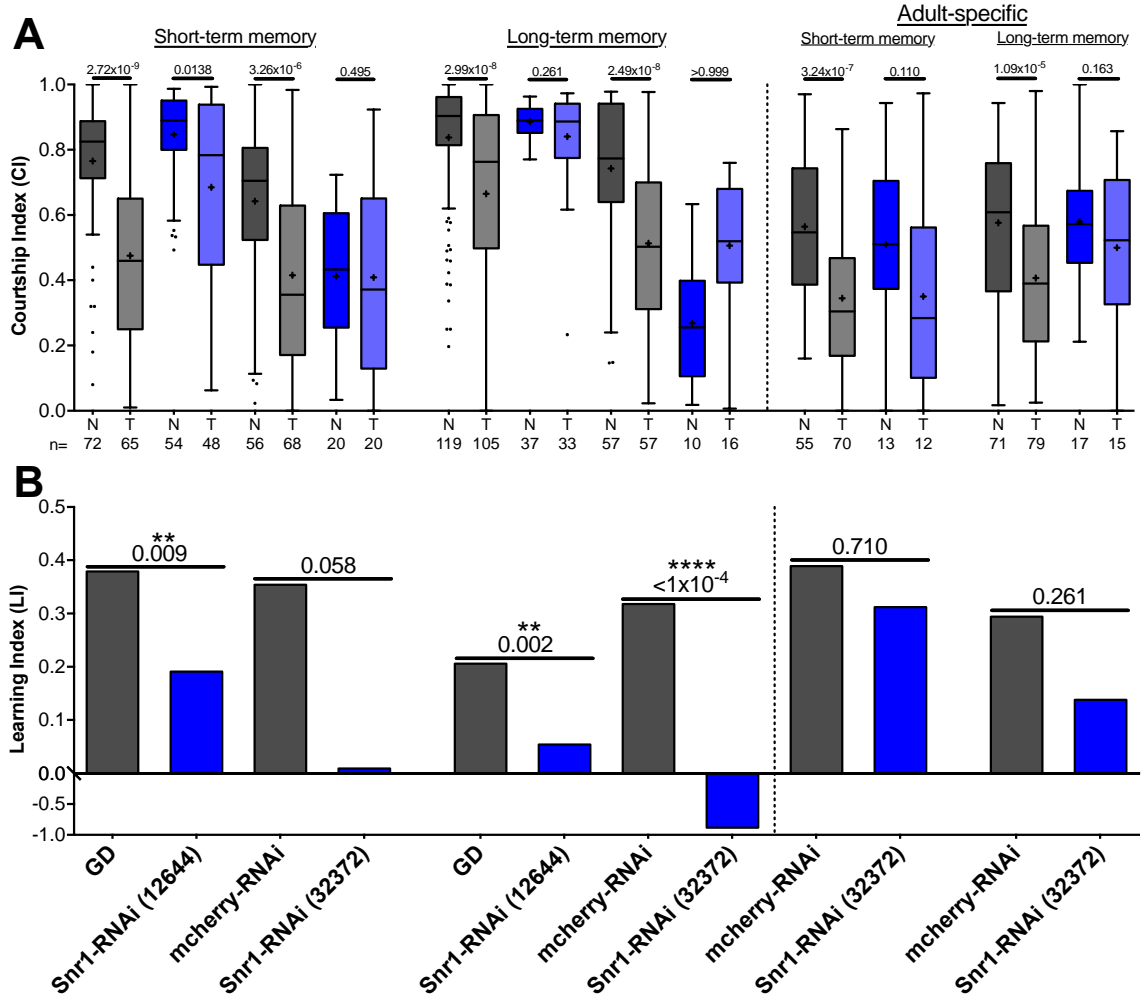 Adult-specific
A
Short-term memory
Long-term memory
Short-term memory
Long-term memory
2.72x10-9
0.0138
3.26x10-6
0.495
2.99x10-8
0.261
2.49x10-8
>0.999
3.24x10-7
0.110
1.09x10-5
0.163
Courtship Index (CI)
1.0
0.8
0.6
0.4
0.2
0.0
N T N T N T N T N T N T N T N T N T N T N T N T
n= 72 65 54 48 56 68 20 20 119 105 37 33 57 57 10 16 55 70 13 12 71 79 17 15
B
Learning Index (LI)
0.5
0.4
0.3
0.2
0.1
0.0
-0.5
-1.0
**
0.009
0.058
**
0.002
****
<1x10-4
0.710
0.261
GD
Snr1-RNAi (12644)
mcherry-RNAi
Snr1-RNAi (32372)
GD
Snr1-RNAi (12644)
mcherry-RNAi
Snr1-RNAi (32372)
mcherry-RNAi
Snr1-RNAi (32372)
mcherry-RNAi
Snr1-RNAi (32372)